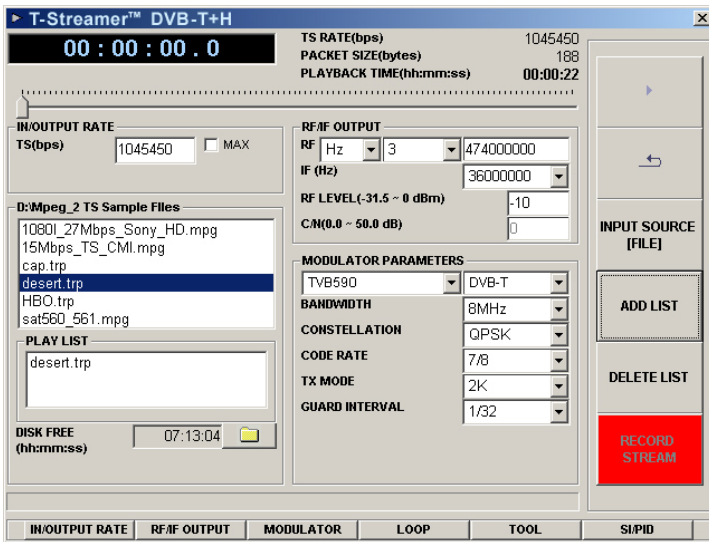 T-Streamer™ DVB-T+H
00 : 00 : 00 . 0
TS RATE(bps) 1045450
PACKET SIZE(bytes) 188
PLAYBACK TIME(hh:mm:ss) 00:00:22
IN/OUTPUT RATE
TS(bps) 1045450 MAX
D:\Mpeg_2 TS Sample Files
1080I_27Mbps_Sony_HD.mpg
15Mbps_TS_CMI.mpg
cap.trp
desert.trp
HBO.trp
sat560_561.mpg
PLAY LIST
desert.trp
DISK FREE
(hh:mm:ss)
07:13:04
RF/IF OUTPUT
RF Hz 3 474000000
IF (Hz) 36000000
RF LEVEL(-31.5 ~ 0 dBm) -10
C/N(0.0 ~ 50.0 dB) 0
MODULATOR PARAMETERS
TVB590 DVB-T
BANDWIDTH 8MHz
CONSTELLATION QPSK
CODE RATE 7/8
TX MODE 2K
GUARD INTERVAL 1/32
INPUT SOURCE
[FILE]
ADD LIST
DELETE LIST
RECORD
STREAM
IN/OUTPUT RATE RF/IF OUTPUT MODULATOR LOOP TOOL SI/PID